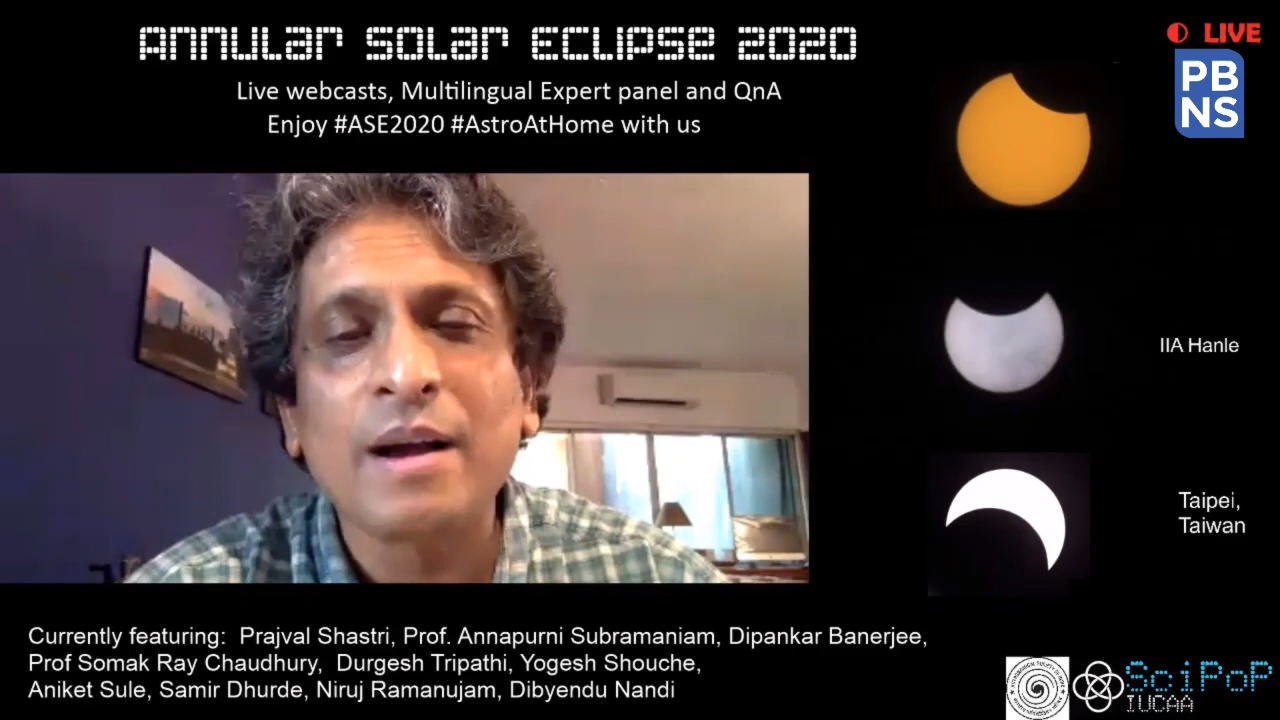 ANNULAR SOLAR ECLIPSE 2020
Live webcasts, Multilingual Expert panel and QnA
Enjoy #ASE2020 #AstroAtHome with us
LIVE
PB
NS
IIA Hanle
Taipei,
Taiwan
Currently featuring:  Prajval Shastri, Prof. Annapurni Subramaniam, Dipankar Banerjee,
Prof Somak Ray Chaudhury,  Durgesh Tripathi, Yogesh Shouche,
Aniket Sule, Samir Dhurde, Niruj Ramanujam, Dibyendu Nandi
SciPoP
IUCAA